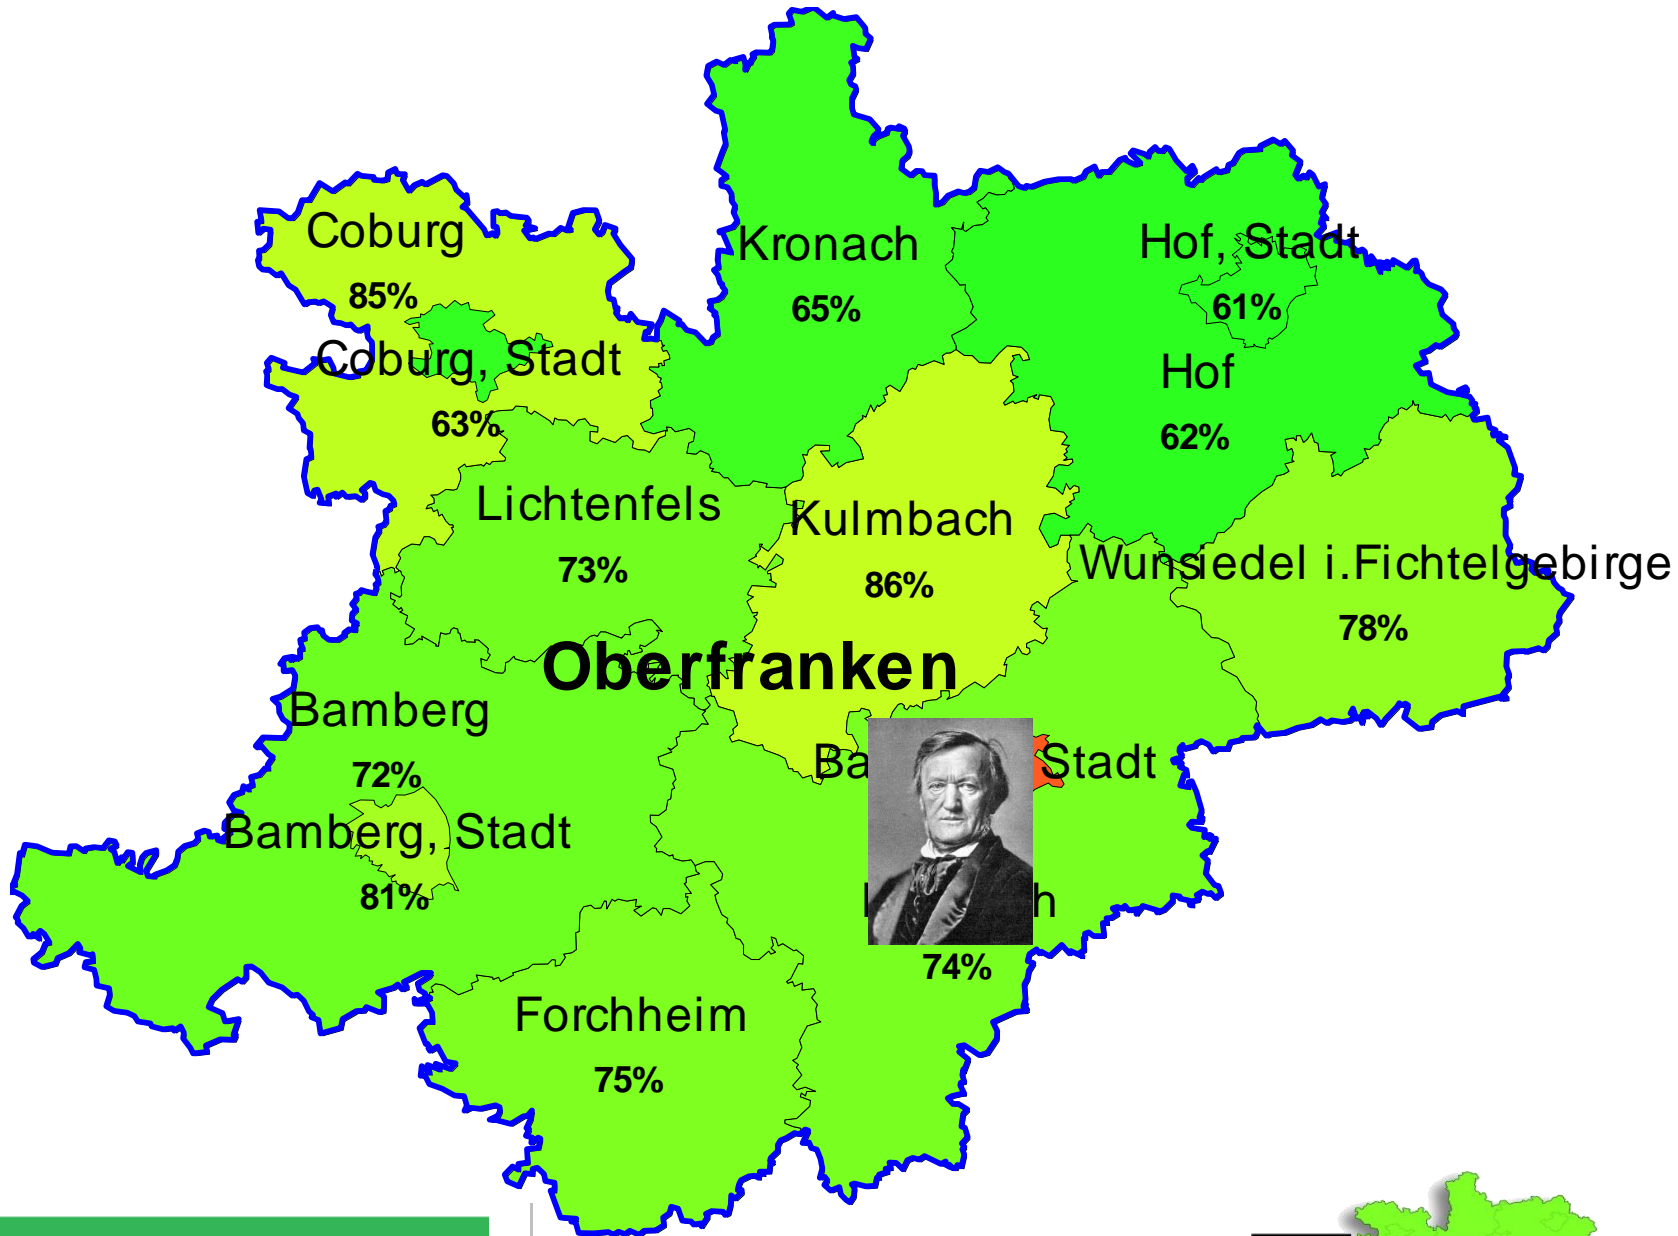 Coburg
85%
Kronach
65%
Hof, Stadt
61%
Coburg, Stadt
63%
Hof
62%
Lichtenfels
73%
Kulmbach
86%
Wunsiedel i.Fichtelgebirge
78%
Oberfranken
Bamberg
72%
Stadt
Bamberg, Stadt
81%
74%
Forchheim
75%